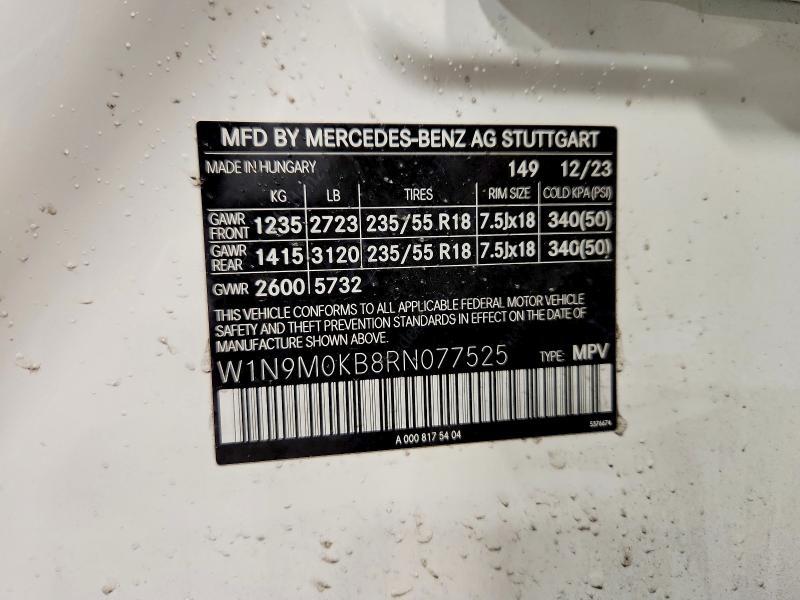 MFD BY MERCEDES-BENZ AG STUTTGART
MADE IN HUNGARY 149 12/23
KG LB TIRES RIM SIZE COLD KPA (PSI)
GAWR FRONT 1235 2723 235/55 R18 7.5Jx18 340(50)
GAWR REAR 1415 3120 235/55 R18 7.5Jx18 340(50)
GVWR 2600 5732
THIS VEHICLE CONFORMS TO ALL APPLICABLE FEDERAL MOTOR VEHICLE
SAFETY AND THEFT PREVENTION STANDARDS IN EFFECT ON THE DATE OF
MANUFACTURE SHOWN ABOVE.
W1N9M0KB8RN077525 TYPE: MPV
A 000 817 54 04
5576674